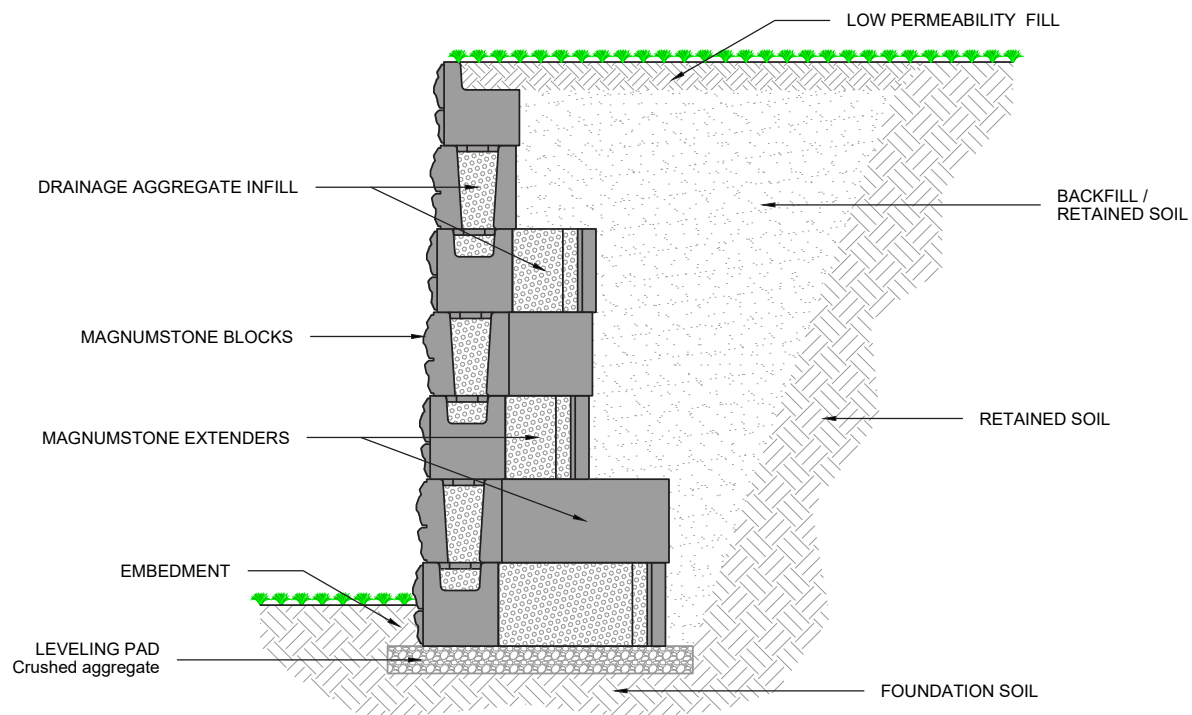 LOW PERMEABILITY FILL
DRAINAGE AGGREGATE INFILL
BACKFILL /
RETAINED SOIL
MAGNUMSTONE BLOCKS
RETAINED SOIL
MAGNUMSTONE EXTENDERS
EMBEDMENT
LEVELING PAD
Crushed aggregate
FOUNDATION SOIL